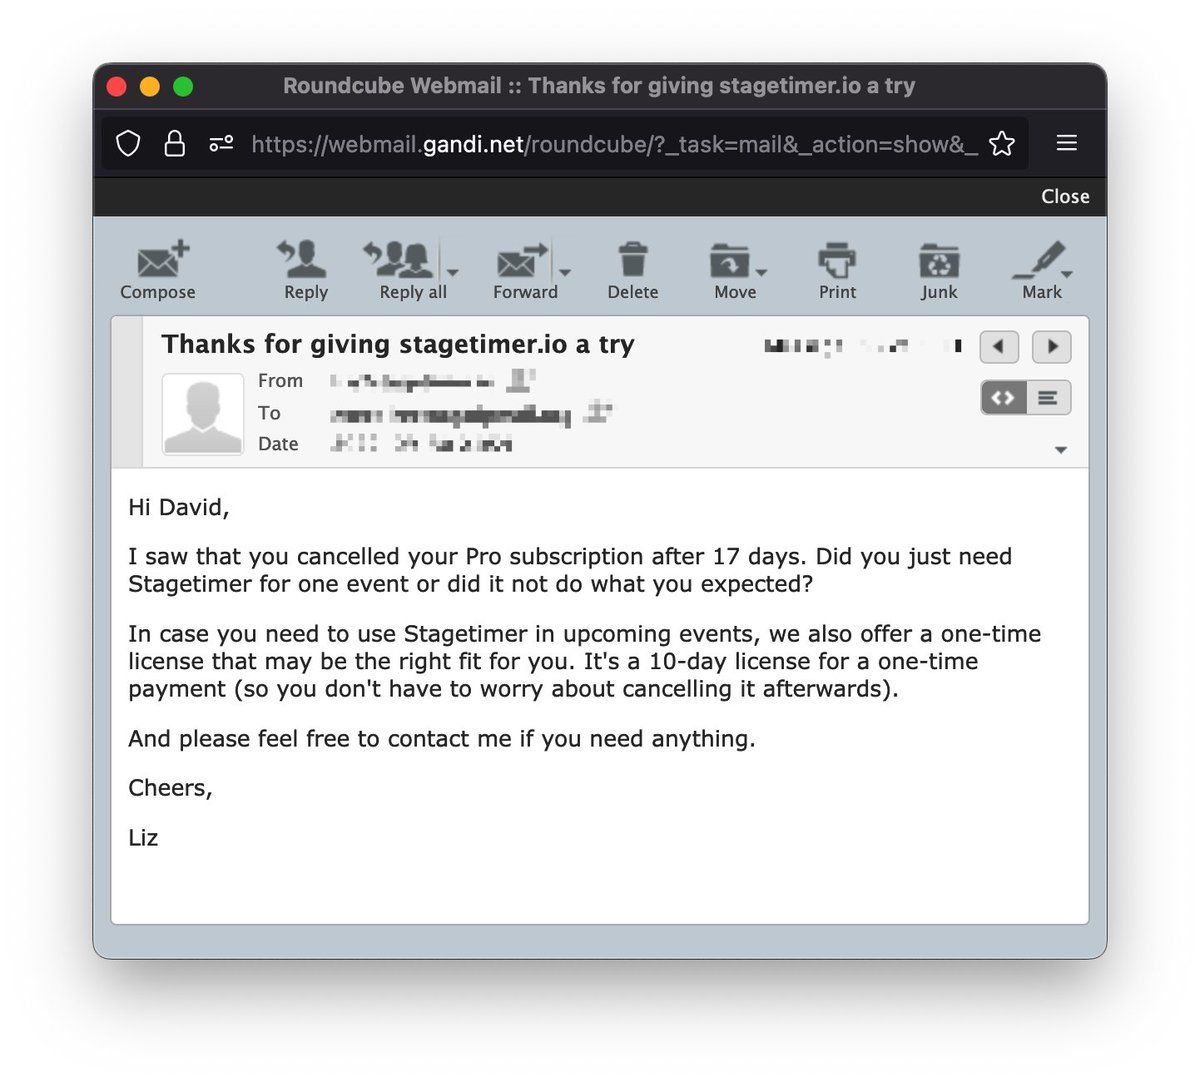 Roundcube Webmail :: Thanks for giving stagetimer.io a try
https://webmail.gandi.net/roundcube/?_task=mail&_action=show&_
Close
Compose Reply Reply all Forward Delete Move Print Junk Mark
Thanks for giving stagetimer.io a try
From
To
Date
Hi David,
I saw that you cancelled your Pro subscription after 17 days. Did you just need
Stagetimer for one event or did it not do what you expected?
In case you need to use Stagetimer in upcoming events, we also offer a one-time
license that may be the right fit for you. It's a 10-day license for a one-time
payment (so you don't have to worry about cancelling it afterwards).
And please feel free to contact me if you need anything.
Cheers,
Liz